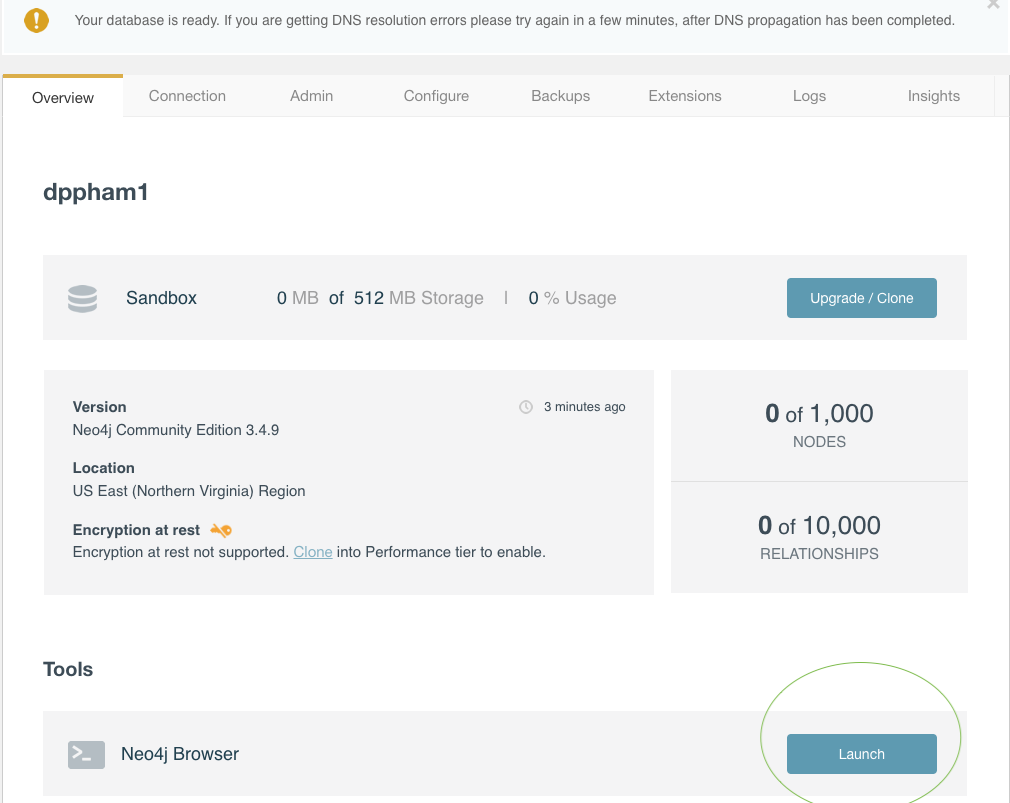 Your database is ready. If you are getting DNS resolution errors please try again in a few minutes, after DNS propagation has been completed.
Overview Connection Admin Configure Backups Extensions Logs Insights
dppham1
Sandbox 0 MB of 512 MB Storage | 0 % Usage Upgrade / Clone
Version
3 minutes ago
Neo4j Community Edition 3.4.9
Location
US East (Northern Virginia) Region
Encryption at rest
Encryption at rest not supported. Clone into Performance tier to enable.
0 of 1,000
NODES
0 of 10,000
RELATIONSHIPS
Tools
Neo4j Browser Launch